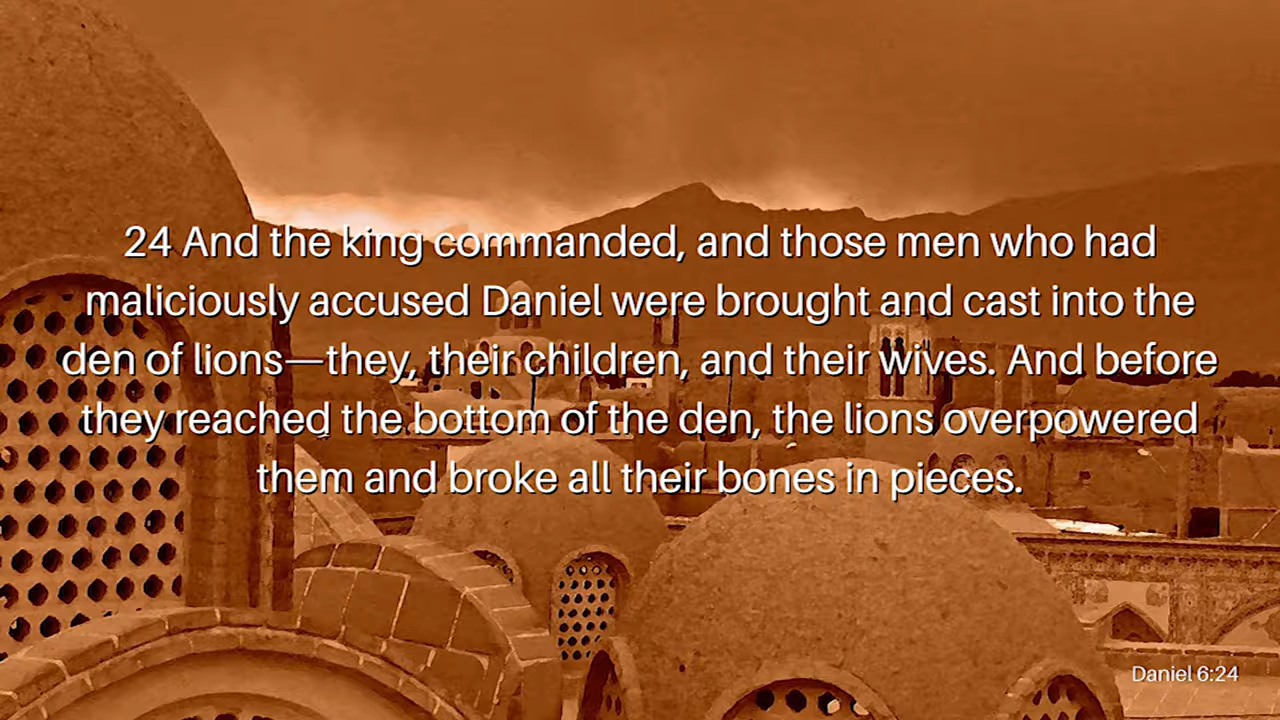 24 And the king commanded, and those men who had
maliciously accused Daniel were brought and cast into the
den of lions—they, their children, and their wives. And before
they reached the bottom of the den, the lions overpowered
them and broke all their bones in pieces.
Daniel 6:24